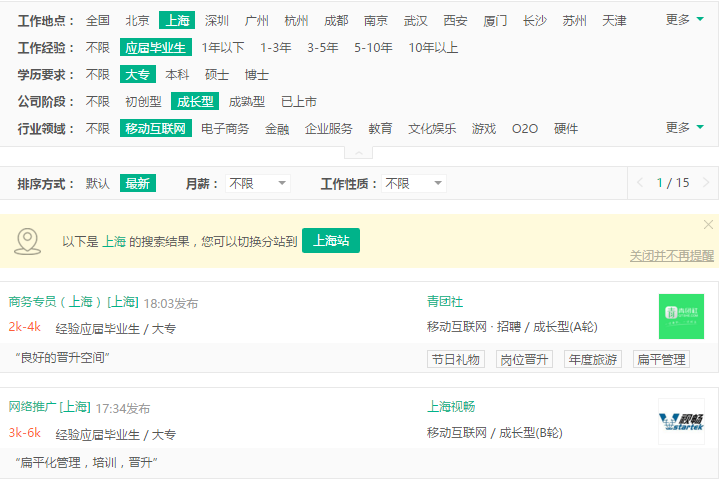 工作地点： 全国 北京 上海 深圳 广州 杭州 成都 南京 武汉 西安 厦门 长沙 苏州 天津 更多
工作经验： 不限 应届毕业生 1年以下 1-3年 3-5年 5-10年 10年以上
学历要求： 不限 大专 本科 硕士 博士
公司阶段： 不限 初创型 成长型 成熟型 已上市
行业领域： 不限 移动互联网 电子商务 金融 企业服务 教育 文化娱乐 游戏 O2O 硬件 更多
排序方式： 默认 最新 月薪： 不限 工作性质： 不限 1 / 15
以下是 上海 的搜索结果，您可以切换分站到 上海站
关闭并不再提醒
商务专员（上海） [上海] 18:03发布 青团社
2k-4k 经验应届毕业生 / 大专 移动互联网 · 招聘 / 成长型(A轮)
“良好的晋升空间” 节日礼物 岗位晋升 年度旅游 扁平管理
青团社
网络推广 [上海] 17:34发布 上海视畅
3k-6k 经验应届毕业生 / 大专 移动互联网 / 成长型(B轮)
“扁平化管理，培训，晋升”
视畅
startek